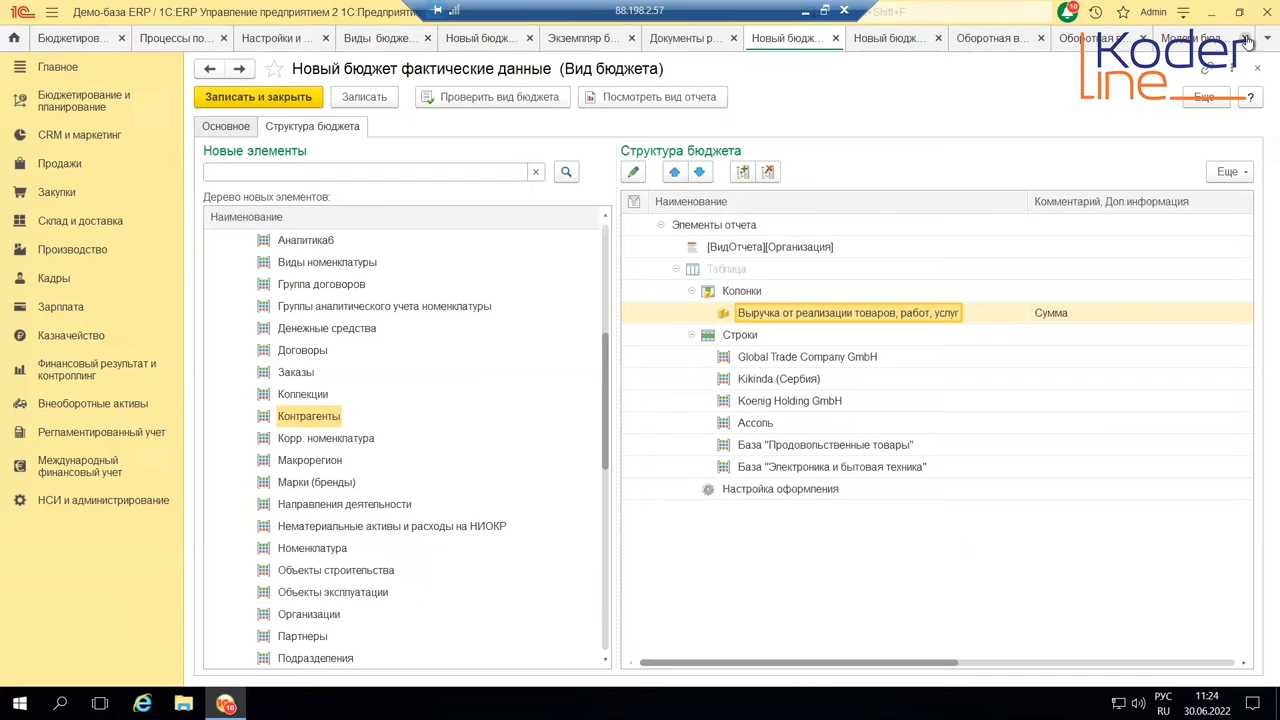 Демо-база ERP / 1С:ERP Управление предприятием 2 1С:Предприяти
88.198.2.57
+Shift+F
10
Admin
Бюджетиров...
Процессы по...
Настройки и ...
Виды бюдже...
Новый бюдж...
Экземпляр б...
Документы р...
Новый бюдж...
Новый бюдж...
Оборотная в...
Koder
line
Новый бюджет фактические данные (Вид бюджета)
Записать и закрыть
Записать
Проверить вид бюджета
Посмотреть вид отчета
Еще
?
Основное
Структура бюджета
Главное
Бюджетирование и
планирование
CRM и маркетинг
Продажи
Закупки
Склад и доставка
Производство
Кадры
Зарплата
Казначейство
Финансовый результат и
контроллинг
Внеоборотные активы
Регламентированный учет
Международный
финансовый учет
НСИ и администрирование
Новые элементы
Дерево новых элементов:
Наименование
Аналитика6
Виды номенклатуры
Группа договоров
Группы аналитического учета номенклатуры
Денежные средства
Договоры
Заказы
Коллекции
Контрагенты
Корр. номенклатура
Макрорегион
Марки (бренды)
Направления деятельности
Нематериальные активы и расходы на НИОКР
Номенклатура
Объекты строительства
Объекты эксплуатации
Организации
Партнеры
Подразделения
Структура бюджета
Еще
Наименование
Комментарий, Доп.информация
Элементы отчета
[ВидОтчета][Организация]
Таблица
Колонки
Выручка от реализации товаров, работ, услуг
Сумма
Строки
Global Trade Company GmbH
Kikinda (Сербия)
Koenig Holding GmbH
Ассоль
База "Продовольственные товары"
База "Электроника и бытовая техника"
Настройка оформления
10
РУС
RU
11:24
30.06.2022